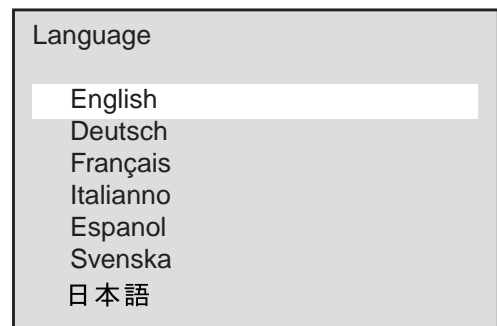 Language
English
Deutsch
Français
Italianno
Espanol
Svenska
日本語